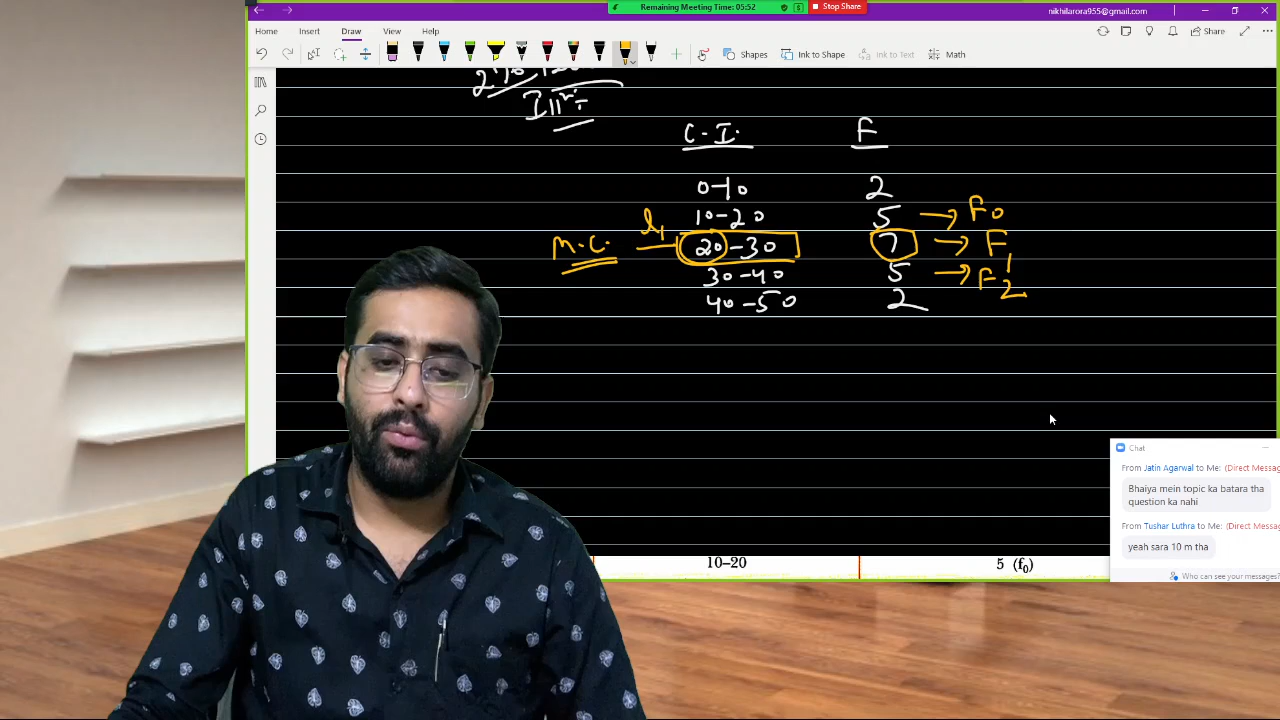 Remaining Meeting Time: 05:52
Stop Share
nikhilarora955@gmail.com
Home Insert Draw View Help
Share
Shapes Ink to Shape Ink to Text Math
C.I. F
0-10 2
10-20 5 → F0
M.C. l1 20-30 7 → F1
30-40 5 → F2
40-50 2
Chat
From Jatin Agarwal to Me: (Direct Messag
Bhaiya mein topic ka batara tha
question ka nahi
From Tushar Luthra to Me: (Direct Messag
yeah sara 10 m tha
Who can see your messages?
10–20 5 (f0)